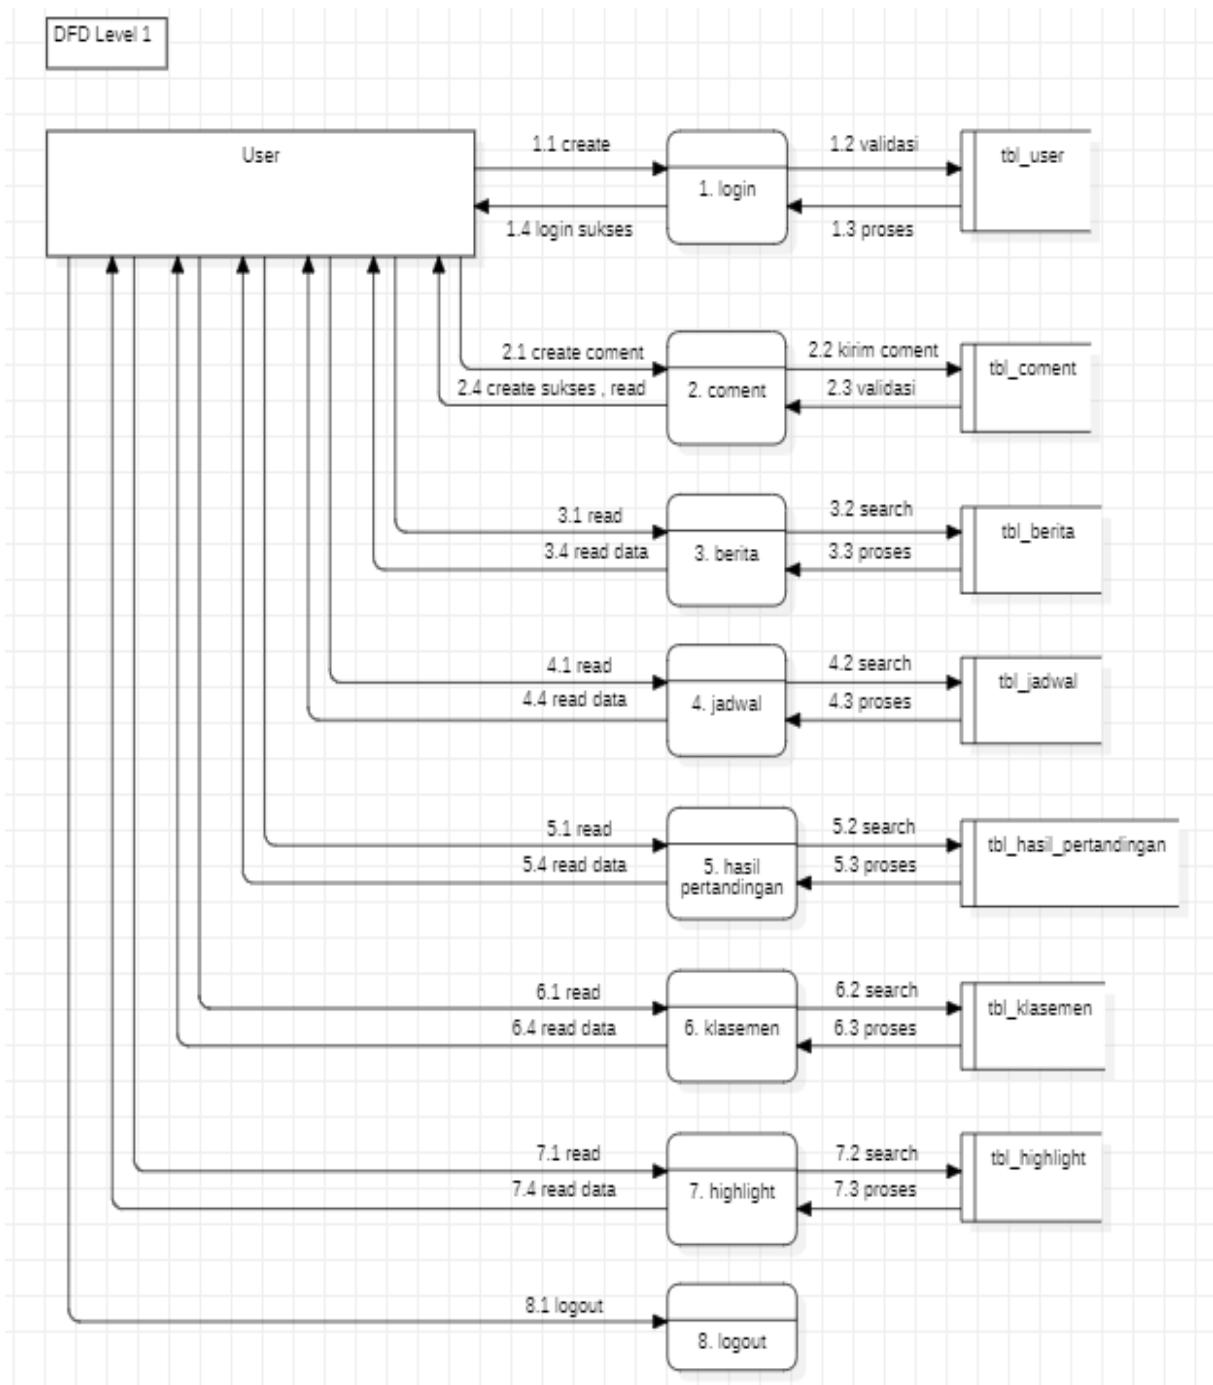 DFD Level 1
User
1.1 create
1.2 validasi
tbl_user
1. login
1.4 login sukses
1.3 proses
2.1 create coment
2.2 kirim coment
tbl_coment
2.4 create sukses , read
2. coment
2.3 validasi
3.1 read
3.2 search
tbl_berita
3.4 read data
3. berita
3.3 proses
4.1 read
4.2 search
tbl_jadwal
4.4 read data
4. jadwal
4.3 proses
5.1 read
5.2 search
tbl_hasil_pertandingan
5.4 read data
5. hasil
pertandingan
5.3 proses
6.1 read
6.2 search
tbl_klasemen
6.4 read data
6. klasemen
6.3 proses
7.1 read
7.2 search
tbl_highlight
7.4 read data
7. highlight
7.3 proses
8.1 logout
8. logout